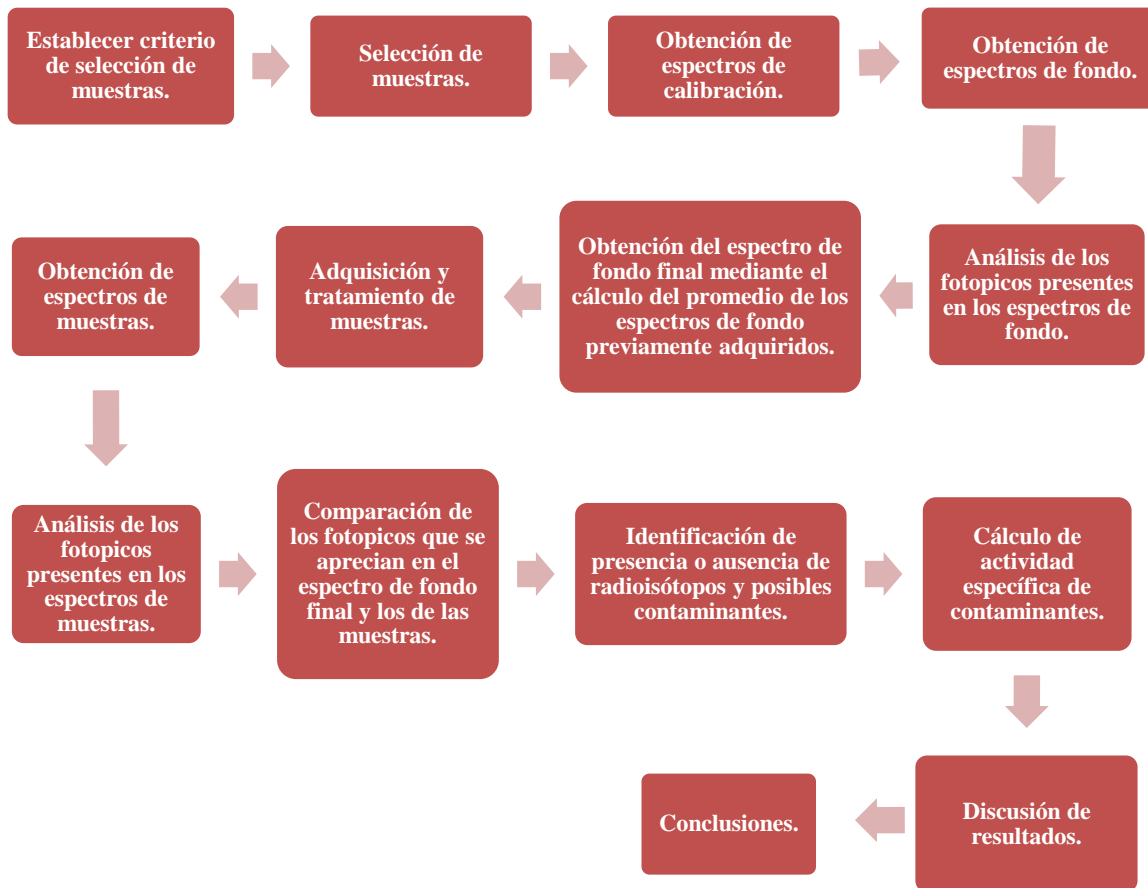 Establecer criterio
de selección de
muestras.
Selección de
muestras.
Obtención de
espectros de
calibración.
Obtención de
espectros de fondo.
Análisis de los
fotopicos presentes
en los espectros de
fondo.
Obtención del espectro de
fondo final mediante el
cálculo del promedio de los
espectros de fondo
previamente adquiridos.
Adquisición y
tratamiento de
muestras.
Obtención de
espectros de
muestras.
Análisis de los
fotopicos
presentes en los
espectros de
muestras.
Comparación de
los fotopicos que se
aprecian en el
espectro de fondo
final y los de las
muestras.
Identificación de
presencia o ausencia de
radioisótopos y posibles
contaminantes.
Cálculo de
actividad
específica de
contaminantes.
Discusión de
resultados.
Conclusiones.